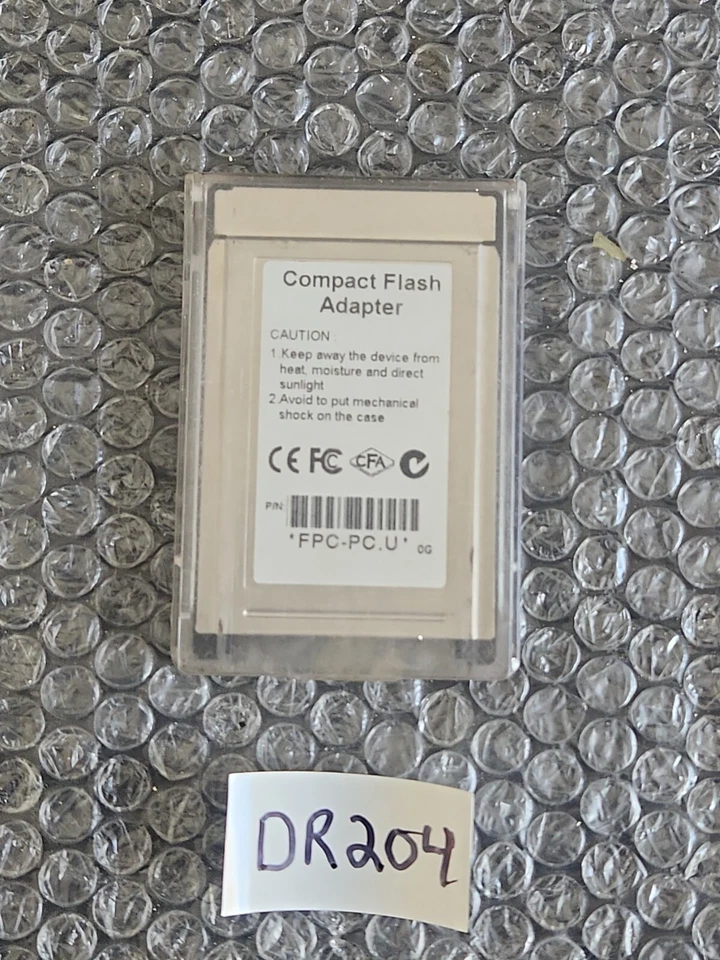 Compact Flash
Adapter
CAUTION :
1.Keep away the device from
heat, moisture and direct
sunlight
2.Avoid to put mechanical
shock on the case
CE FC CFA
P/N:
*FPC-PC.U* 0G
DR204